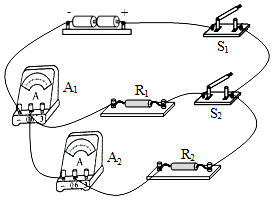 - +
S₁
A
A₁
R₁
S₂
- 0.6 3
A
A₂
R₂
- 0.6 3